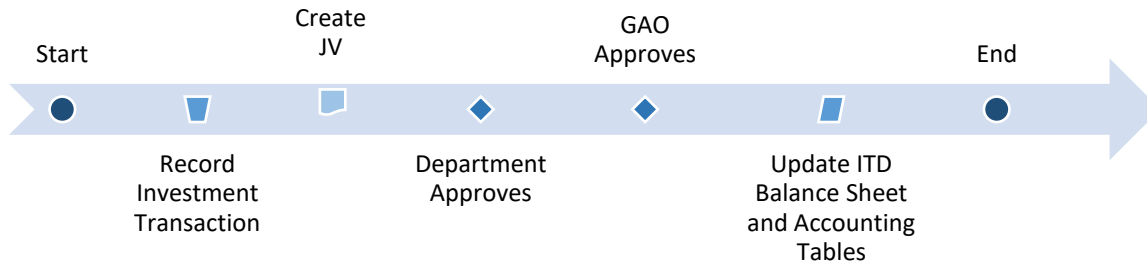 Start
Record
Investment
Transaction
Create
JV
Department
Approves
GAO
Approves
Update ITD
Balance Sheet
and Accounting
Tables
End